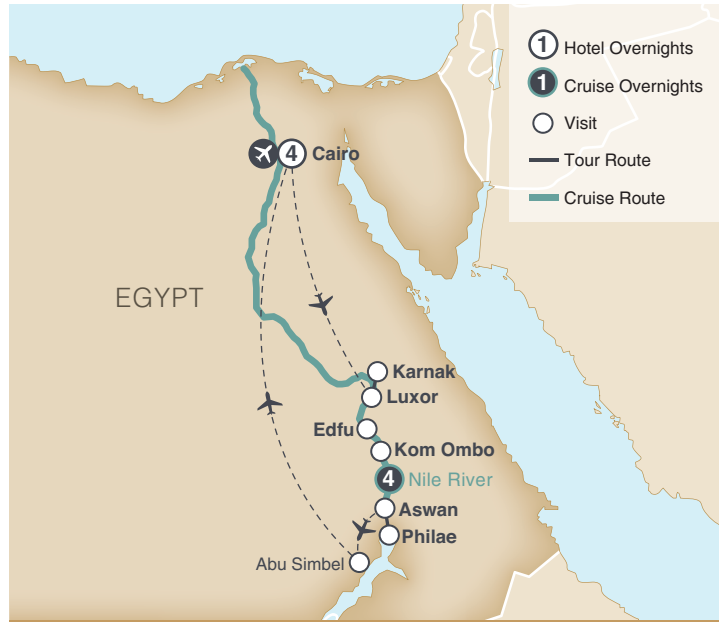 1 Hotel Overnights
1 Cruise Overnights
Visit
Tour Route
Cruise Route
4 Cairo
EGYPT
Karnak
Luxor
Edfu
Kom Ombo
4 Nile River
Aswan
Philae
Abu Simbel